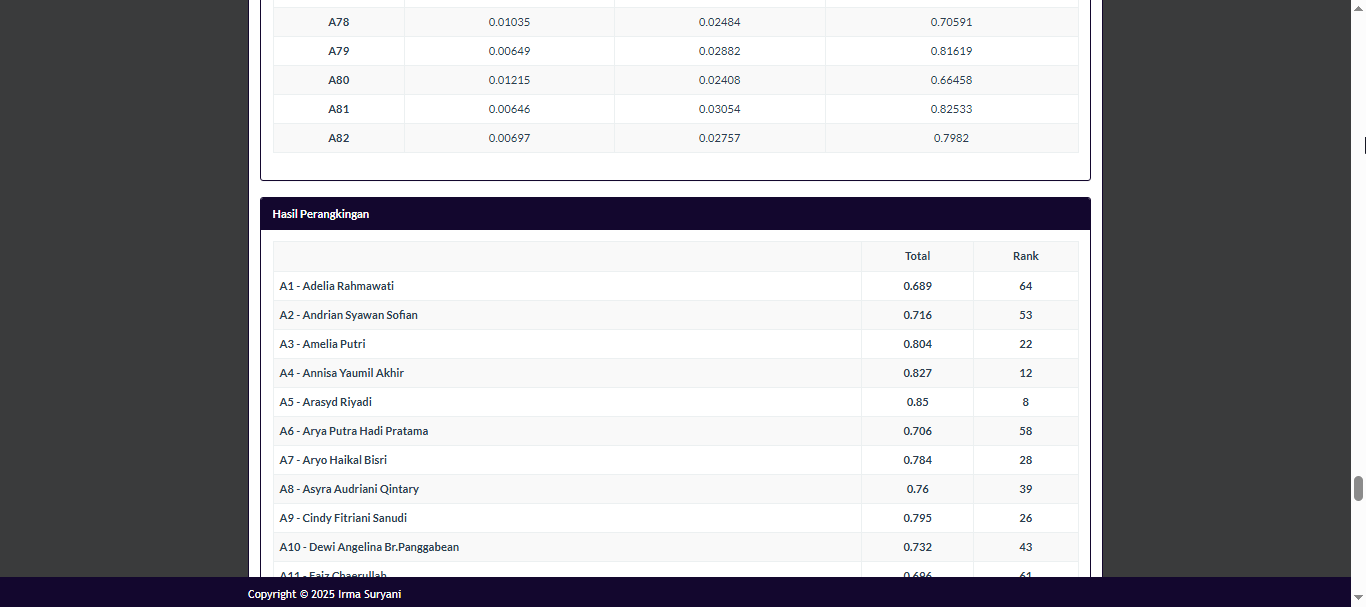 A78 0.01035 0.02484 0.70591
A79 0.00649 0.02882 0.81619
A80 0.01215 0.02408 0.66458
A81 0.00646 0.03054 0.82533
A82 0.00697 0.02757 0.7982
Hasil Perangkingan
Total Rank
A1 - Adelia Rahmawati 0.689 64
A2 - Andrian Syawan Sofian 0.716 53
A3 - Amelia Putri 0.804 22
A4 - Annisa Yaumil Akhir 0.827 12
A5 - Arasyd Riyadi 0.85 8
A6 - Arya Putra Hadi Pratama 0.706 58
A7 - Aryo Haikal Bisri 0.784 28
A8 - Asyra Audriani Qintary 0.76 39
A9 - Cindy Fitriani Sanudi 0.795 26
A10 - Dewi Angelina Br.Panggabean 0.732 43
A11 - Faiz Chaerullah 0.696 61
Copyright © 2025 Irma Suryani